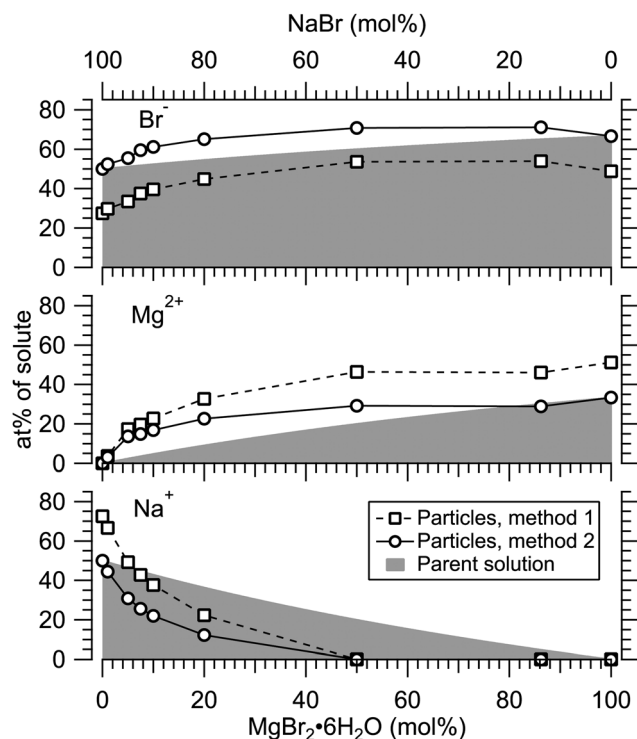 NaBr (mol%)
100 80 60 40 20 0
Br⁻
80
60
40
20
0
Mg²⁺
80
60
40
20
0
at% of solute
Na⁺
80
60
40
20
0
Particles, method 1
Particles, method 2
Parent solution
0 20 40 60 80 100
MgBr₂•6H₂O (mol%)